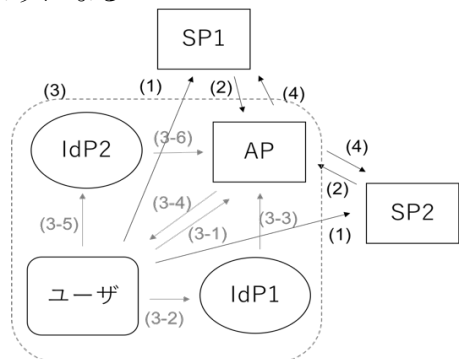 SP1
(1)
(2)
(4)
(3)
IdP2
(3-6)
AP
(4)
(2)
(3-4)
(3-5)
(3-1)
(3-3)
SP2
(1)
ユーザ
(3-2)
IdP1